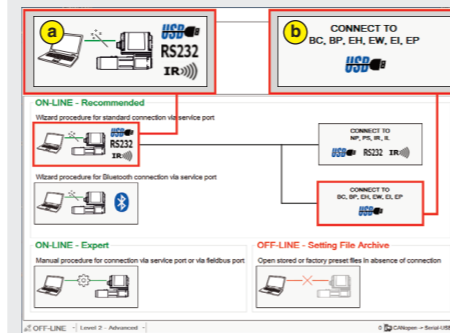 a
USB
RS232
IR
b
CONNECT TO
BC, BP, EH, EW, EI, EP
USB
ON-LINE - Recommended
Wizard procedure for standard connection via service port
USB
RS232
IR
CONNECT TO
NP, PS, IR, IL
USB RS232 IR
Wizard procedure for Bluetooth connection via service port
CONNECT TO
BC, BP, EH, EW, EI, EP
USB
ON-LINE - Expert
Manual procedure for connection via service port or via fieldbus port
OFF-LINE - Setting File Archive
Open stored or factory preset files in absence of connection
OFF-LINE Level 2 - Advanced
CANopen -> Serial-USB